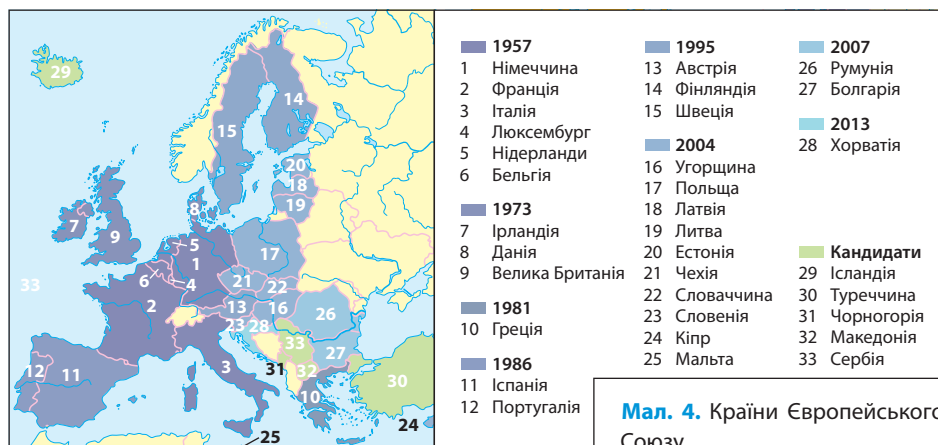 29
14
15
20
18
19
8
7
9
5
1
17
6
4
21
22
33
2
13
16
26
23
28
33
27
12
11
3
31
32
30
10
24
25
1957
1 Німеччина
2 Франція
3 Італія
4 Люксембург
5 Нідерланди
6 Бельгія
1973
7 Ірландія
8 Данія
9 Велика Британія
1981
10 Греція
1986
11 Іспанія
12 Португалія
1995
13 Австрія
14 Фінляндія
15 Швеція
2004
16 Угорщина
17 Польща
18 Латвія
19 Литва
20 Естонія
21 Чехія
22 Словаччина
23 Словенія
24 Кіпр
25 Мальта
2007
26 Румунія
27 Болгарія
2013
28 Хорватія
Кандидати
29 Ісландія
30 Туреччина
31 Чорногорія
32 Македонія
33 Сербія
Мал. 4. Країни Європейського
Союзу